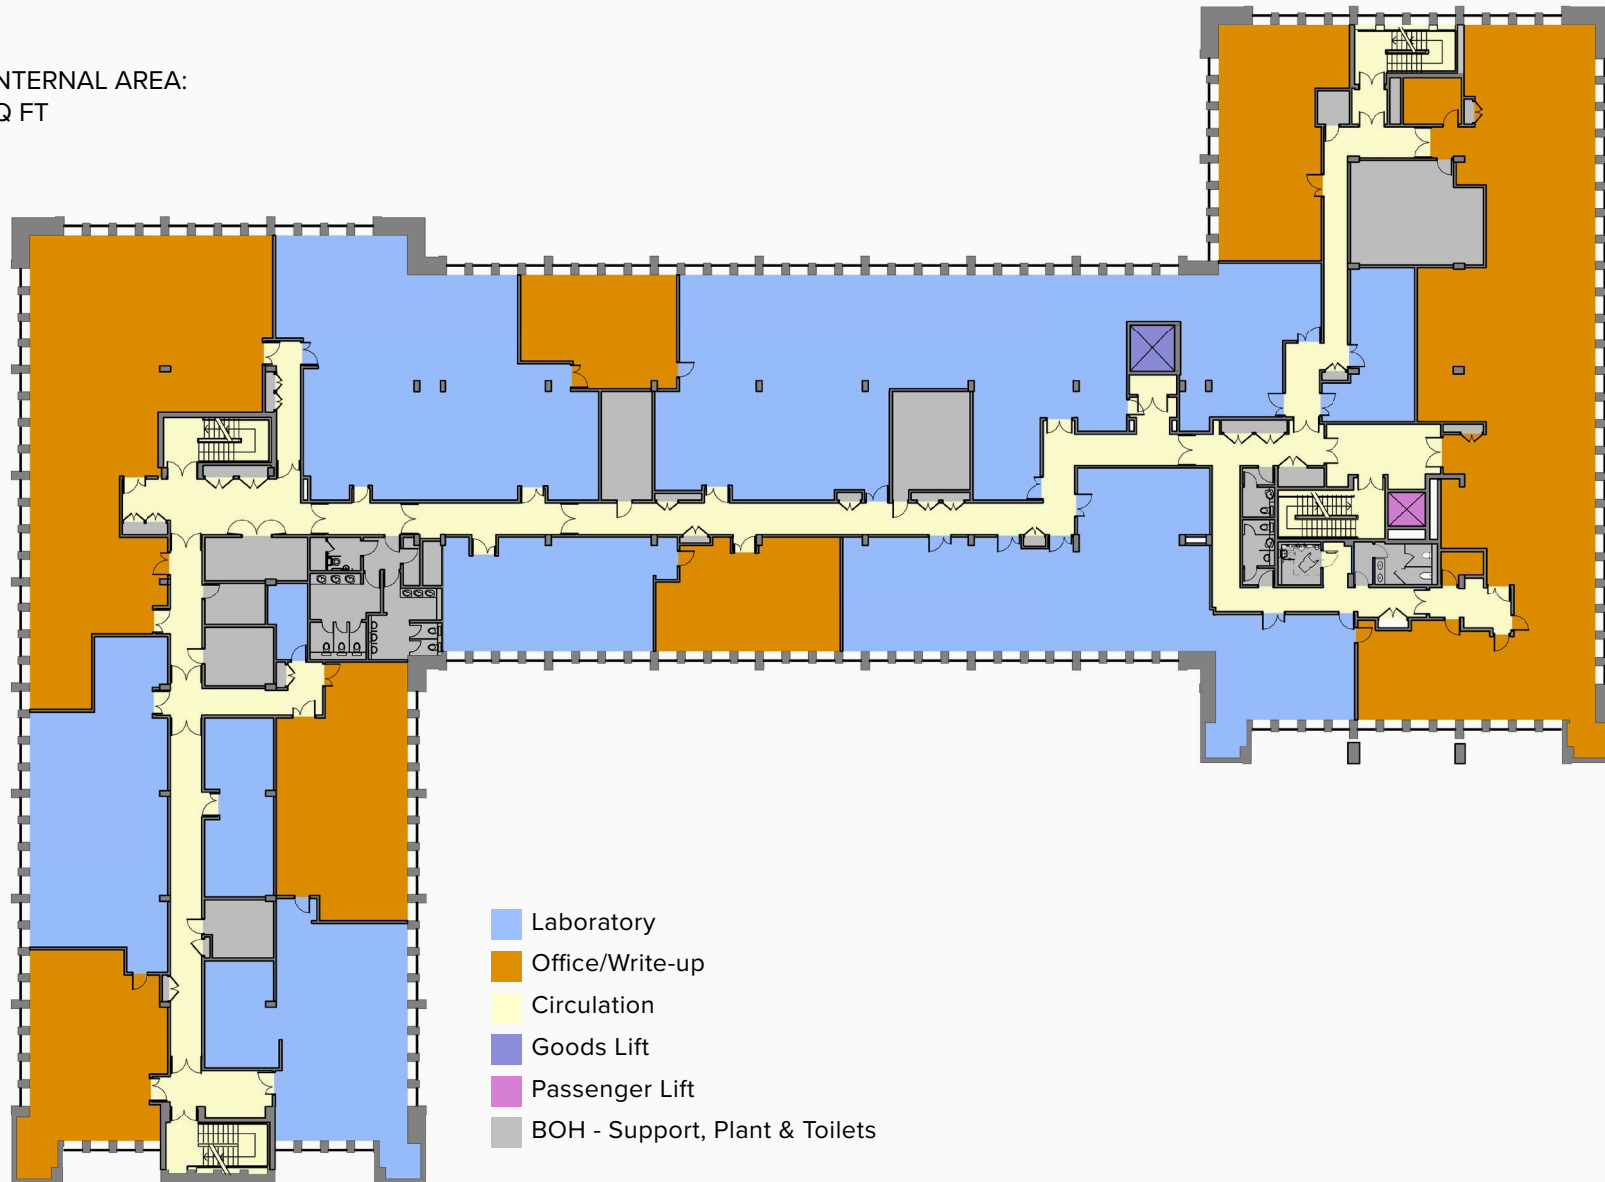 NTERNAL AREA:
Q FT
Laboratory
Office/Write-up
Circulation
Goods Lift
Passenger Lift
BOH - Support, Plant & Toilets